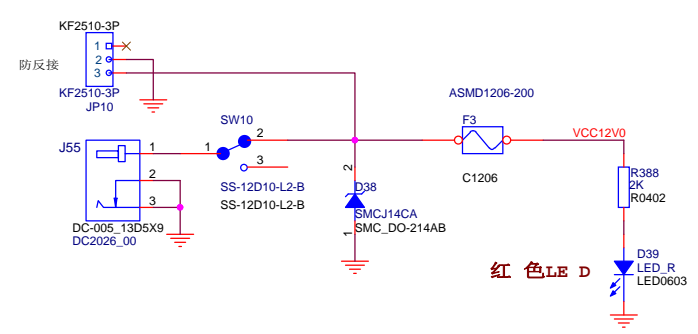 KF2510-3P
1
2
3
防反接
KF2510-3P
JP10
J55
1
2
3
DC-005_13D5X9
DC2026_00
SW10
1
2
3
SS-12D10-L2-B
SS-12D10-L2-B
2
D38
SMCJ14CA
1
SMC_DO-214AB
ASMD1206-200
F3
C1206
VCC12V0
R388
2K
R0402
红 色LE D
D39
LED_R
LED0603